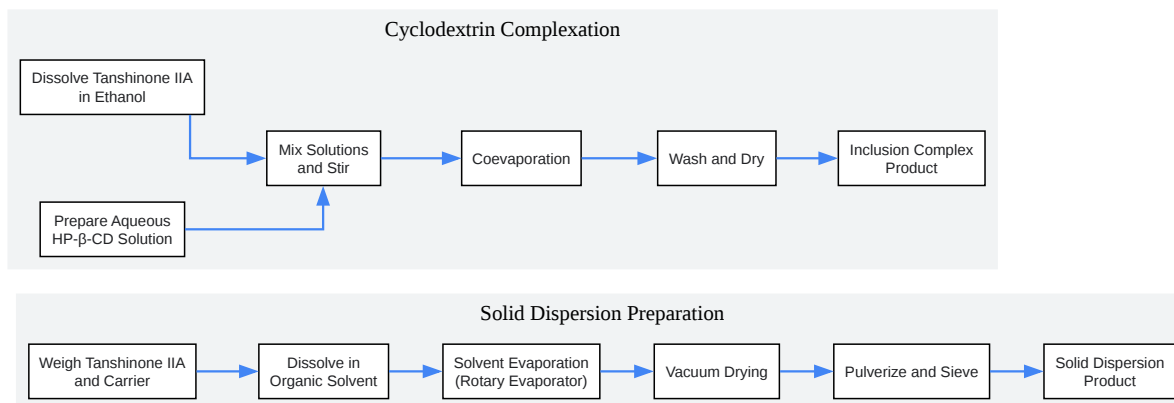 Cyclodextrin Complexation
Dissolve Tanshinone IIA
in Ethanol
Mix Solutions
and Stir
Coevaporation
Wash and Dry
Inclusion Complex
Product
Prepare Aqueous
HP-β-CD Solution
Solid Dispersion Preparation
Weigh Tanshinone IIA
and Carrier
Dissolve in
Organic Solvent
Solvent Evaporation
(Rotary Evaporator)
Vacuum Drying
Pulverize and Sieve
Solid Dispersion
Product